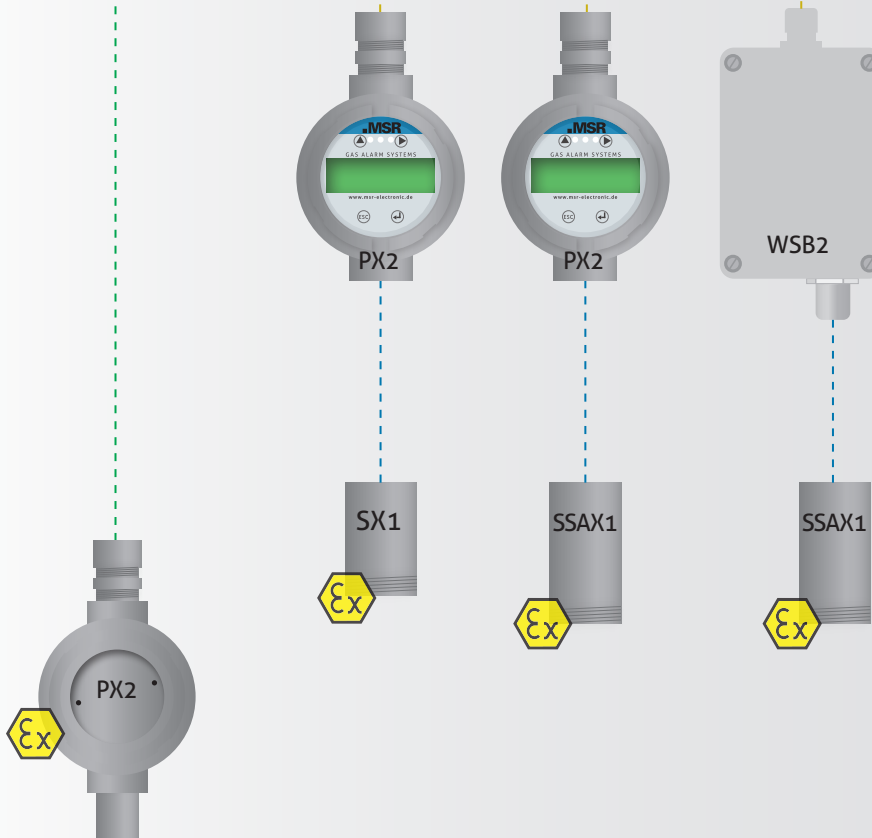 .MSR
GAS ALARM SYSTEMS
www.msr-electronic.de
ESC
PX2
.MSR
GAS ALARM SYSTEMS
www.msr-electronic.de
ESC
PX2
WSB2
SX1
SSAX1
SSAX1
Ex
Ex
Ex
PX2
Ex